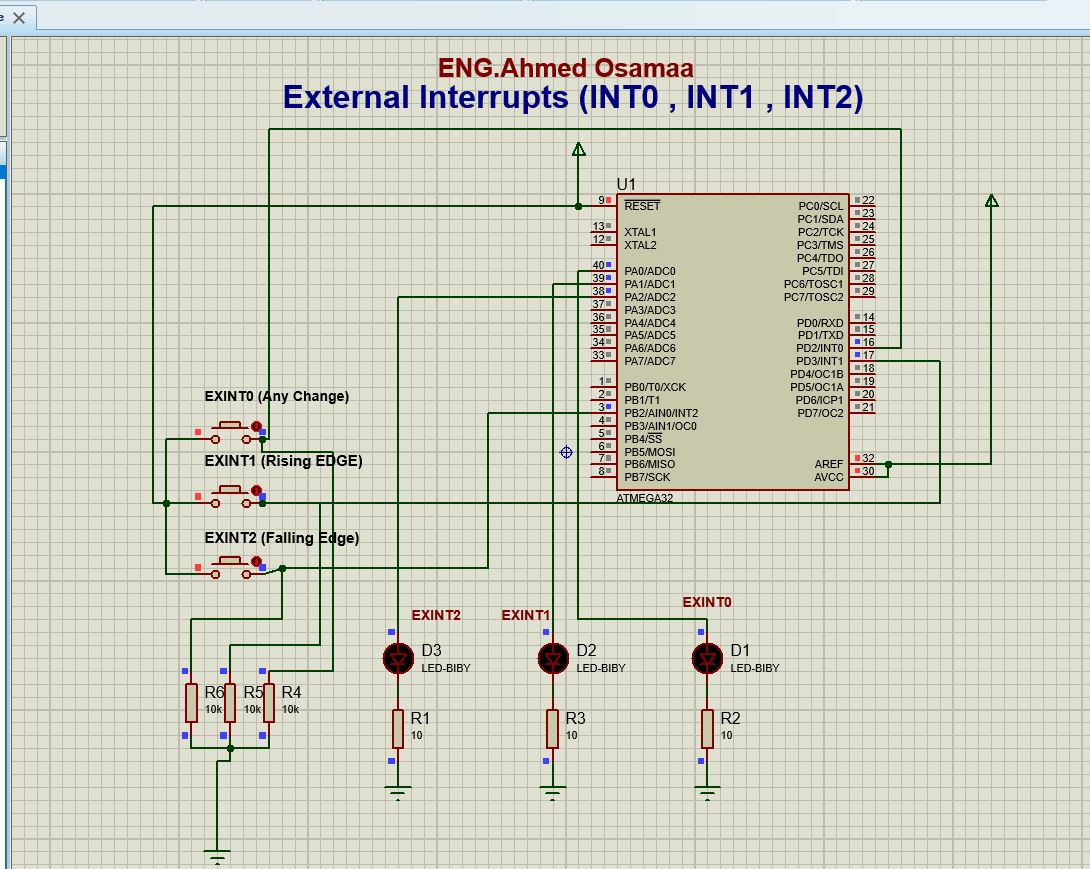 e
ENG.Ahmed Osamaa
External Interrupts (INT0 , INT1 , INT2)
U1
9 RESET PC0/SCL 22
PC1/SDA 23
13 XTAL1 PC2/TCK 24
12 XTAL2 PC3/TMS 25
PC4/TDO 26
40 PA0/ADC0 PC5/TDI 27
39 PA1/ADC1 PC6/TOSC1 28
38 PA2/ADC2 PC7/TOSC2 29
37 PA3/ADC3
36 PA4/ADC4 PD0/RXD 14
35 PA5/ADC5 PD1/TXD 15
34 PA6/ADC6 PD2/INT0 16
33 PA7/ADC7 PD3/INT1 17
PD4/OC1B 18
1 PB0/T0/XCK PD5/OC1A 19
2 PB1/T1 PD6/ICP1 20
3 PB2/AIN0/INT2 PD7/OC2 21
4 PB3/AIN1/OC0
5 PB4/SS
6 PB5/MOSI
7 PB6/MISO AREF 32
8 PB7/SCK AVCC 30
ATMEGA32
EXINT0 (Any Change)
EXINT1 (Rising EDGE)
EXINT2 (Falling Edge)
EXINT2 EXINT1 EXINT0
D3 D2 D1
LED-BIBY LED-BIBY LED-BIBY
R6 R5 R4
10k 10k 10k
R1 R3 R2
10 10 10